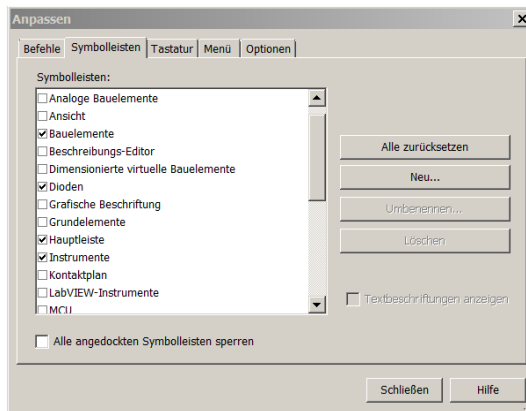 Anpassen
Befehle Symbolleisten Tastatur Menü Optionen
Symbolleisten:
Analoge Bauelemente
Ansicht
Bauelemente
Beschreibungs-Editor
Dimensionierte virtuelle Bauelemente
Dioden
Grafische Beschriftung
Grundelemente
Hauptleiste
Instrumente
Kontaktplan
LabVIEW-Instrumente
MCU
Alle zurücksetzen
Neu...
Umbenennen...
Löschen
Textbeschriftungen anzeigen
Alle angedockten Symbolleisten sperren
Schließen Hilfe